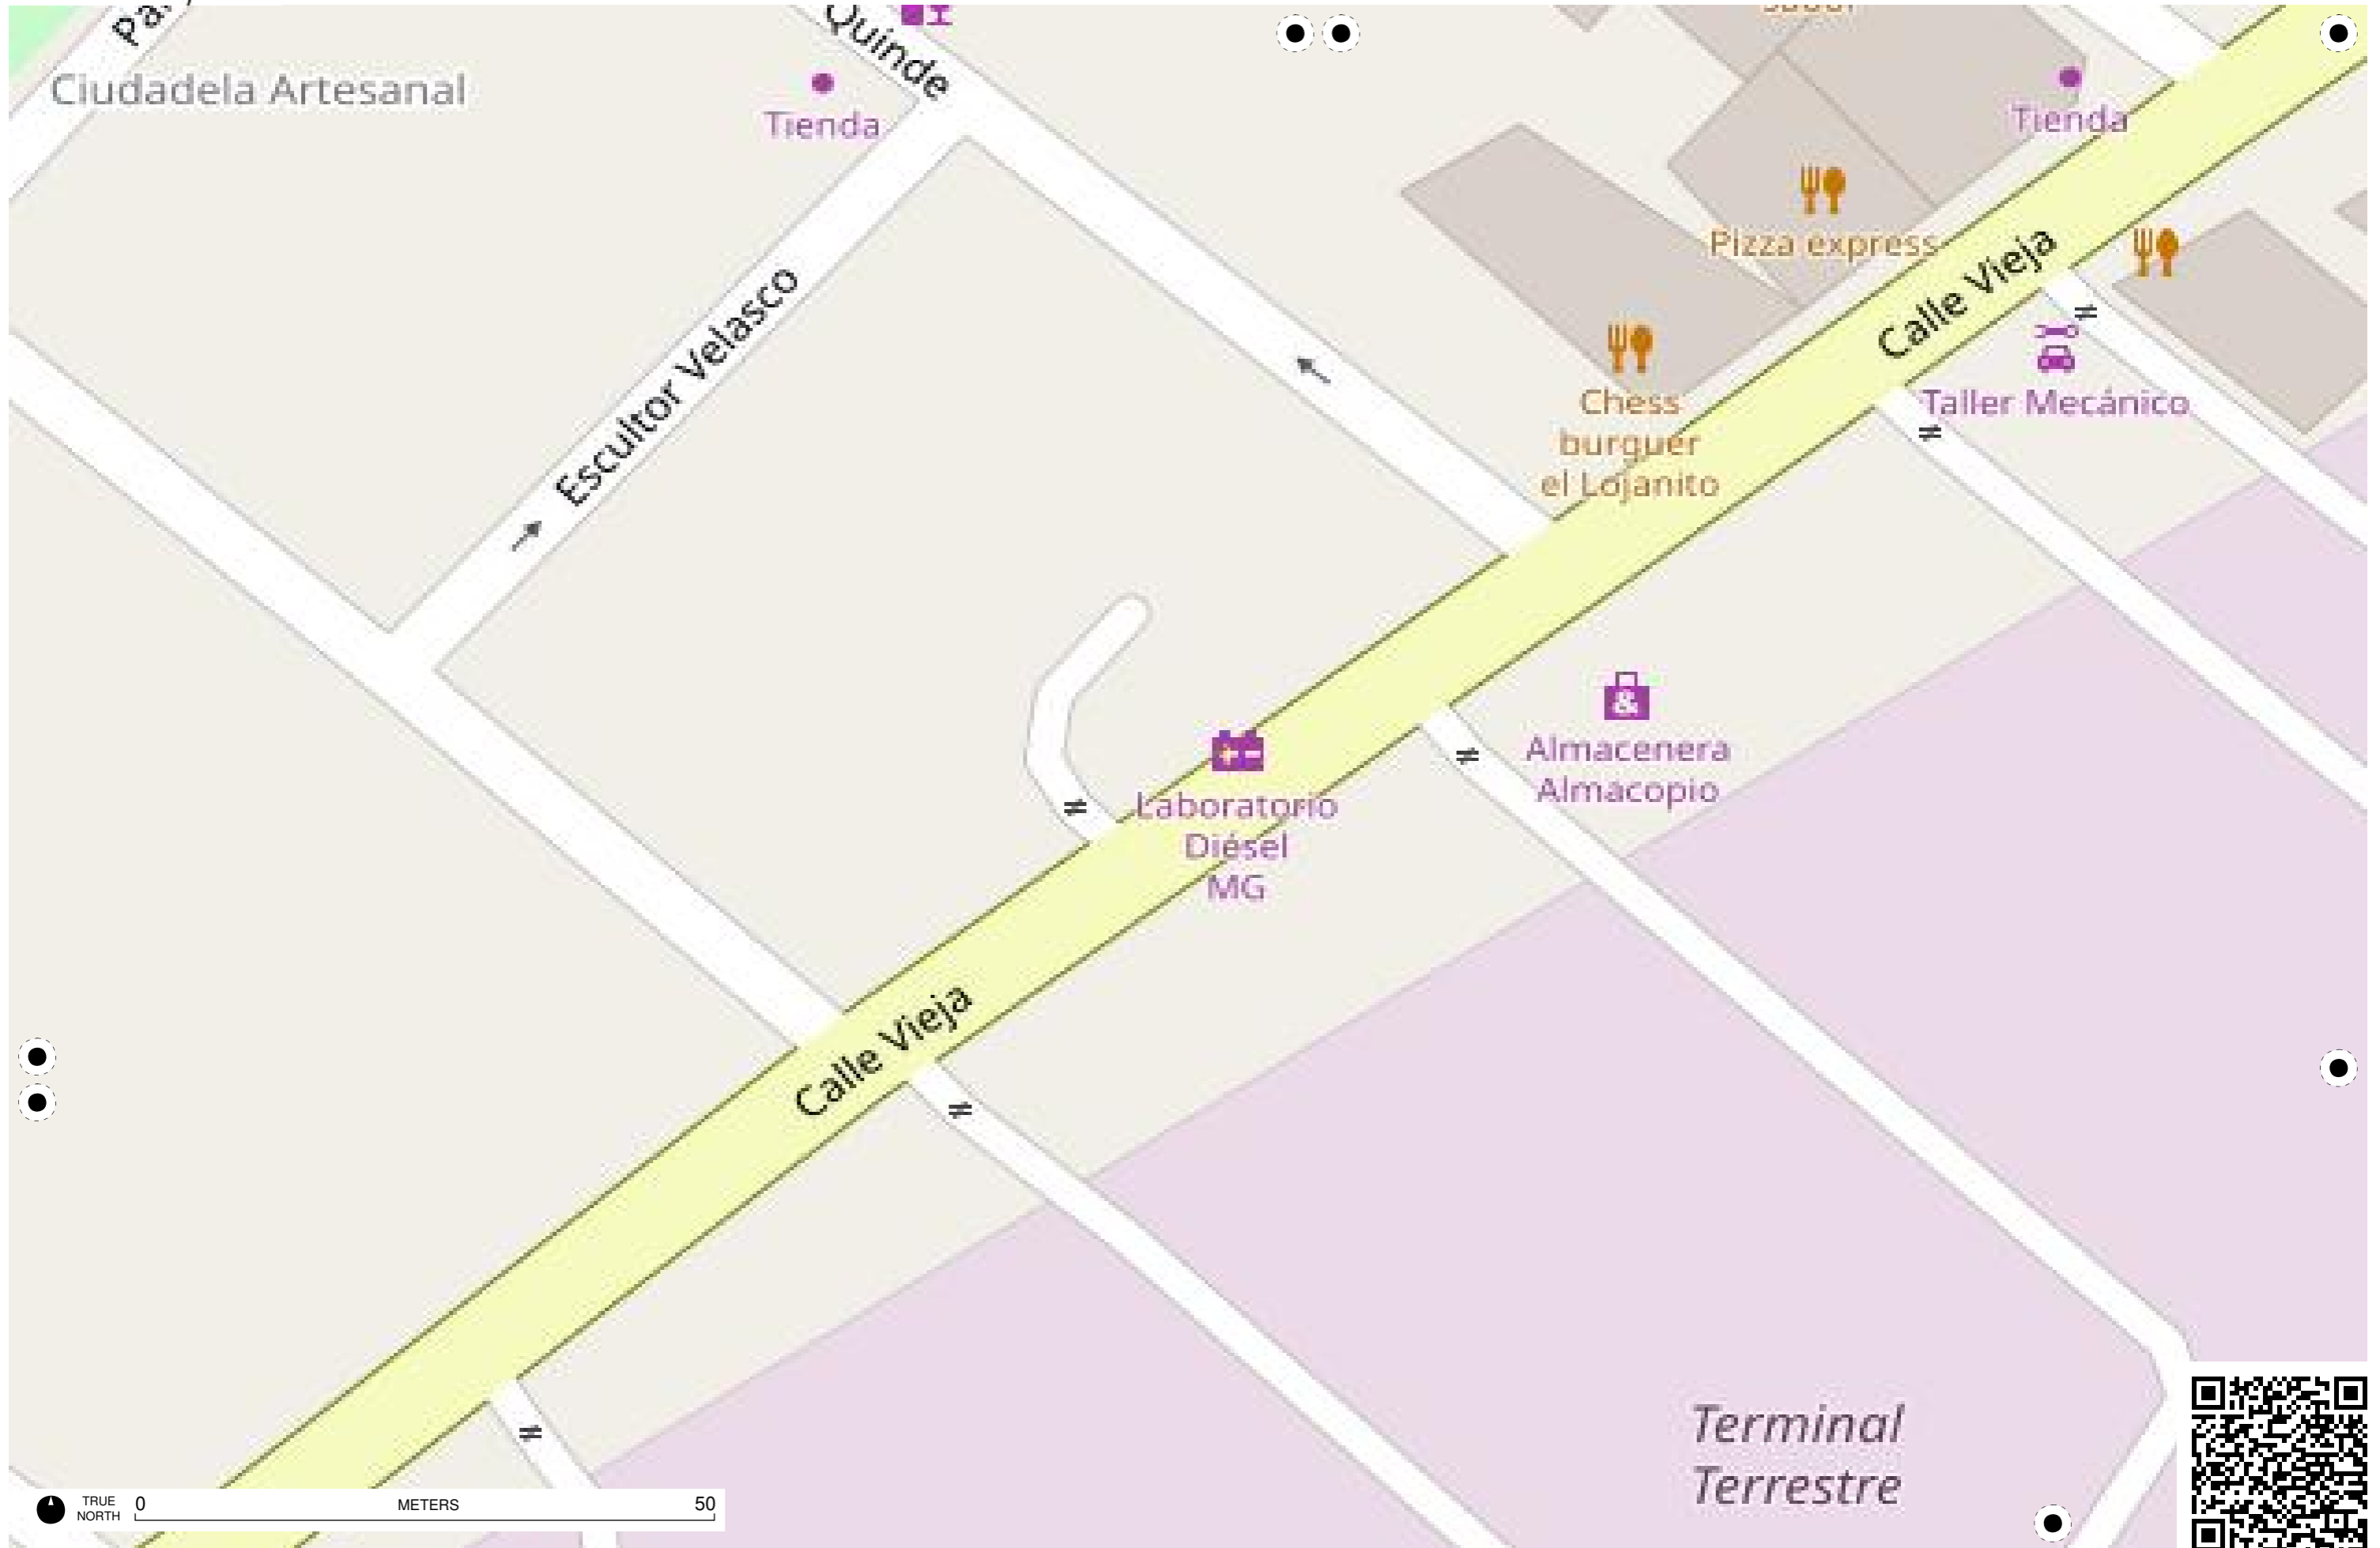 Quinde
Ciudadela Artesanal
Tienda
Tienda
Pizza express
Calle Vieja
Escultor Velasco
Chess
burguer
el Lojanito
Taller Mecánico
Almacenera
Almacopio
Laboratorio
Diésel
MG
Calle Vieja
Terminal
Terrestre
TRUE
NORTH
0 METERS 50